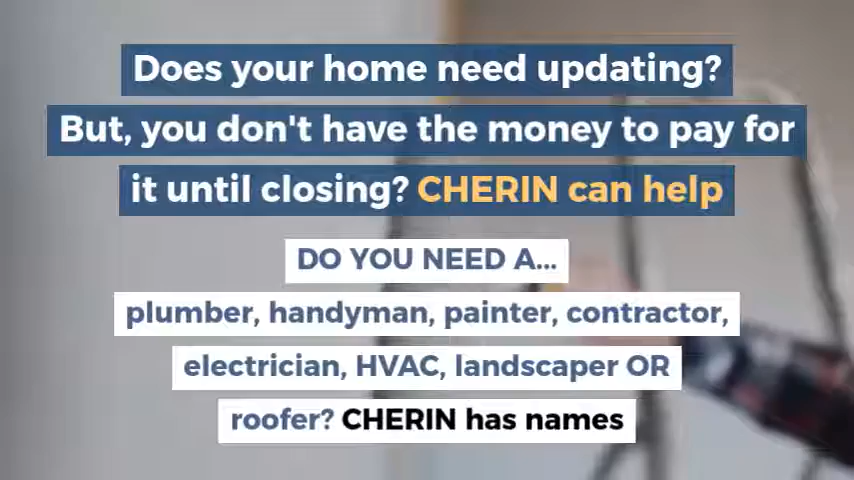 Does your home need updating?
But, you don't have the money to pay for
it until closing? CHERIN can help
DO YOU NEED A...
plumber, handyman, painter, contractor,
electrician, HVAC, landscaper OR
roofer? CHERIN has names